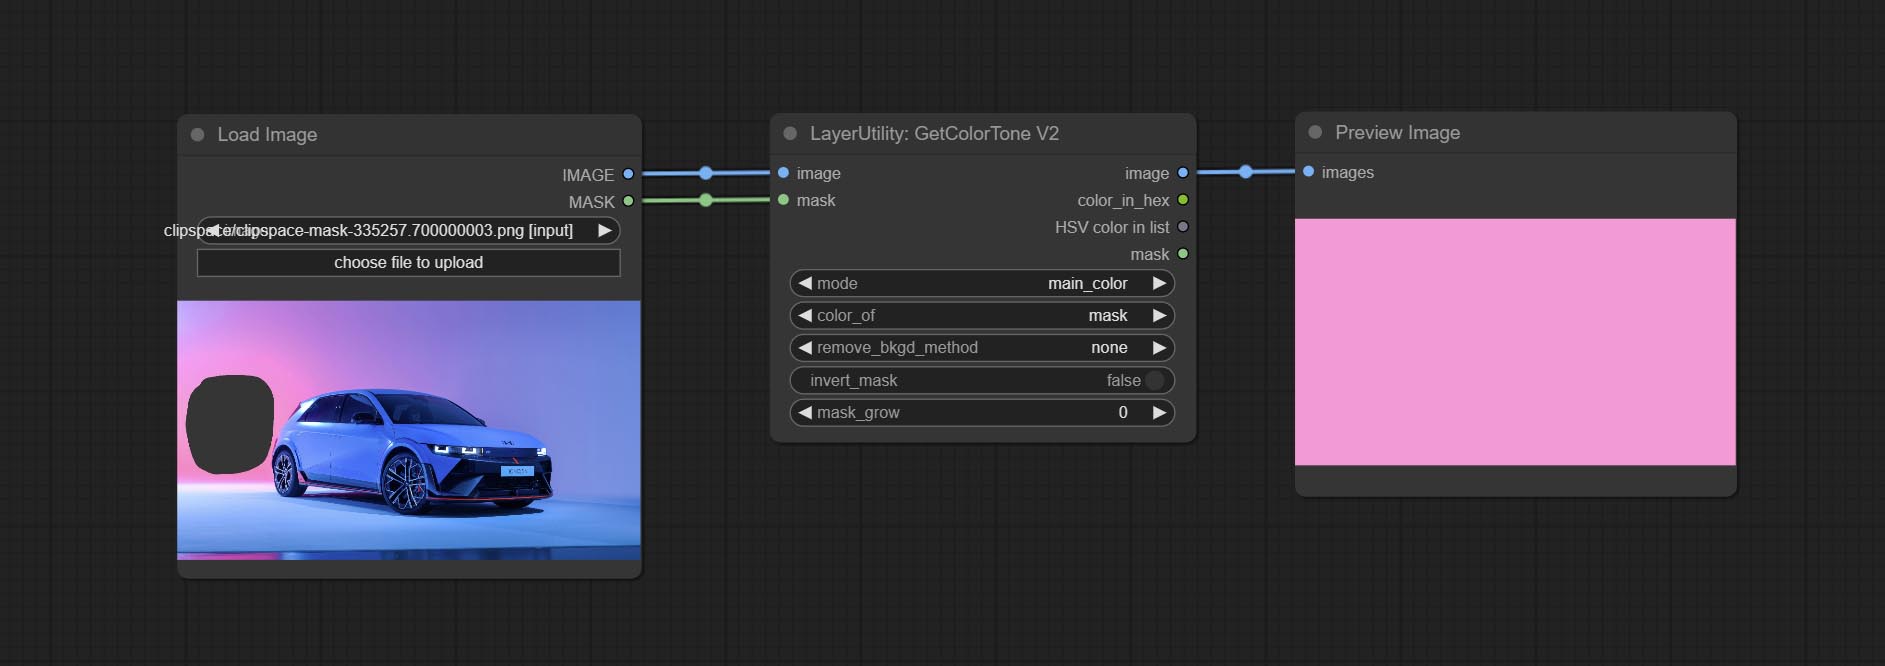 Load Image
IMAGE
MASK
clipspace/clipspace-mask-335257.700000003.png [input]
choose file to upload
LayerUtility: GetColorTone V2
image
image
mask
color_in_hex
HSV color in list
mask
mode main_color
color_of mask
remove_bkgd_method none
invert_mask false
mask_grow 0
Preview Image
images